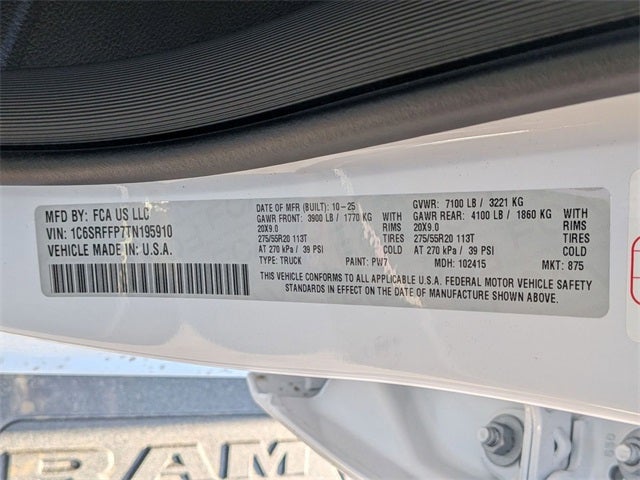 MFD BY: FCA US LLC
VIN: 1C6SRFFP7TN195910
VEHICLE MADE IN U.S.A.
DATE OF MFR (BUILT): 10-25
GVWR: 7100 LB / 3221 KG
GAWR FRONT: 3900 LB / 1770 KG WITH
GAWR REAR: 4100 LB / 1860 KG WITH
20X9.0 RIMS
20X9.0 RIMS
275/55R20 113T TIRES
275/55R20 113T TIRES
AT 270 kPa / 39 PSI COLD
AT 270 kPa / 39 PSI COLD
TYPE: TRUCK PAINT: PW7 MDH: 102415 MKT: 875
THIS VEHICLE CONFORMS TO ALL APPLICABLE U.S.A. FEDERAL MOTOR VEHICLE SAFETY
STANDARDS IN EFFECT ON THE DATE OF MANUFACTURE SHOWN ABOVE.
RAM